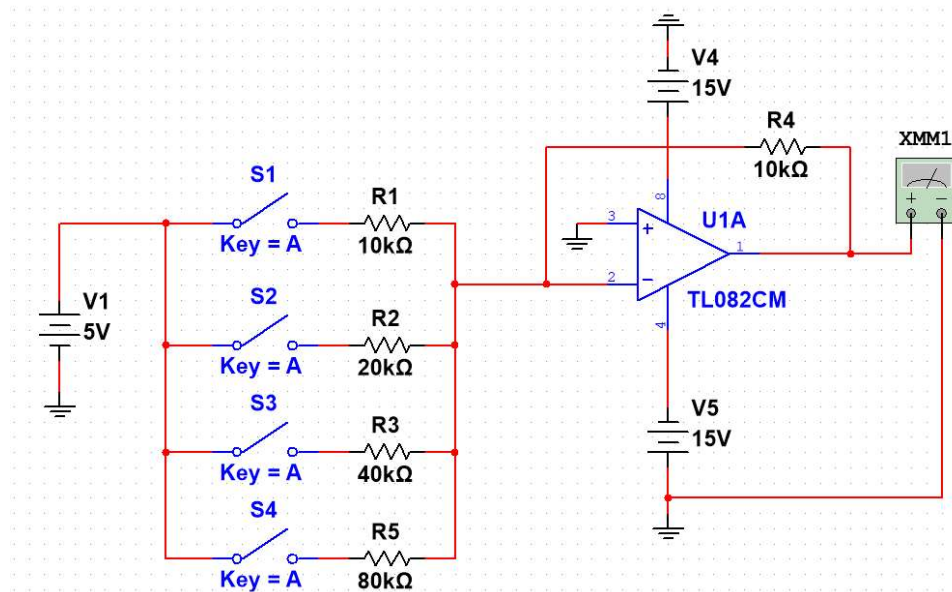 V4
15V
R4
10kΩ
XMM1
S1
Key = A
R1
10kΩ
8
3
U1A
1
2
TL082CM
4
V1
5V
S2
Key = A
R2
20kΩ
S3
Key = A
R3
40kΩ
V5
15V
S4
Key = A
R5
80kΩ